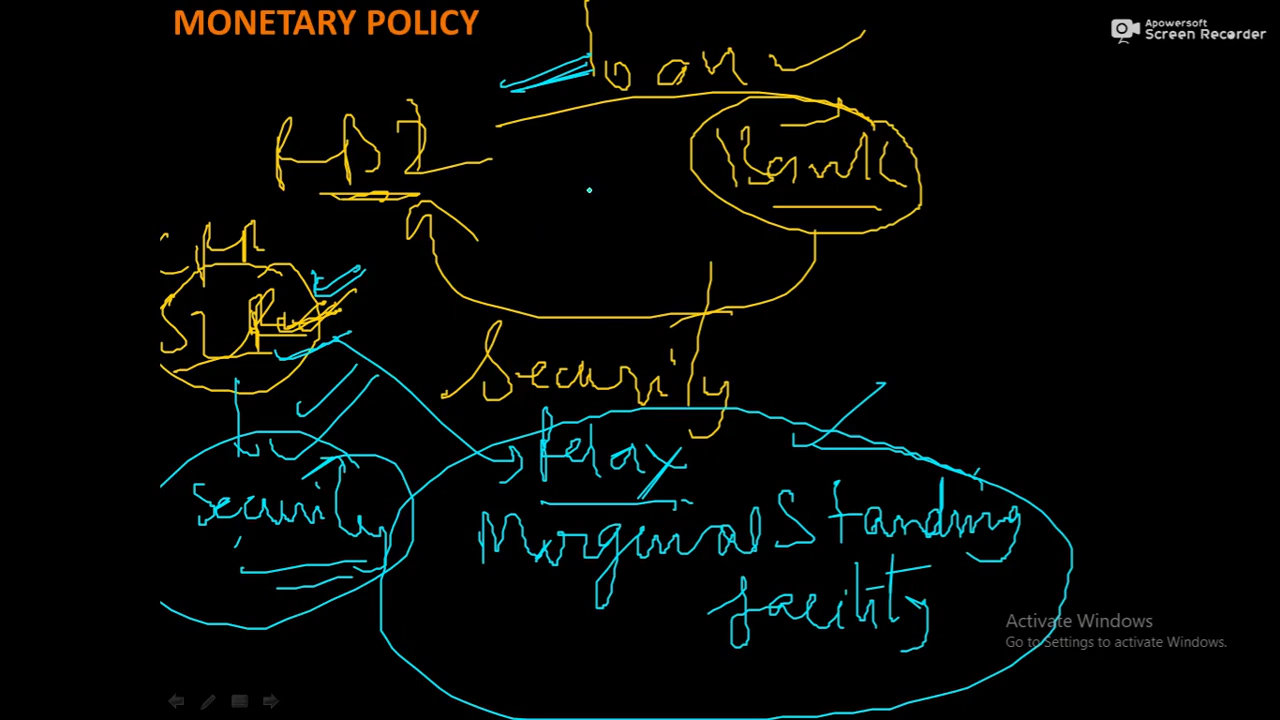 MONETARY POLICY
Apowersoft
Screen Recorder
Loan
RBI
Bank
SLR
Security
Relax
Security
Marginal Standing
facility
Activate Windows
Go to Settings to activate Windows.